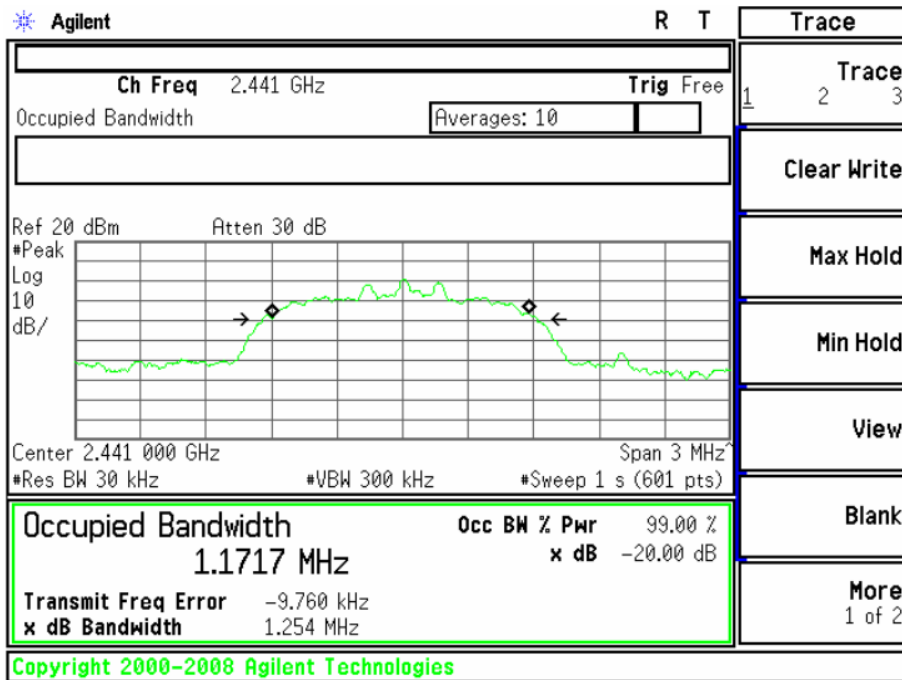 Agilent R T Trace
Ch Freq 2.441 GHz Trig Free
Occupied Bandwidth Averages: 10
Ref 20 dBm Atten 30 dB
#Peak
Log
10
dB/
Center 2.441 000 GHz Span 3 MHz^
#Res BW 30 kHz #VBW 300 kHz #Sweep 1 s (601 pts)
Occupied Bandwidth Occ BW % Pwr 99.00 %
1.1717 MHz x dB -20.00 dB
Transmit Freq Error -9.760 kHz
x dB Bandwidth 1.254 MHz
Copyright 2000-2008 Agilent Technologies
Trace
1 2 3
Clear Write
Max Hold
Min Hold
View
Blank
More
1 of 2